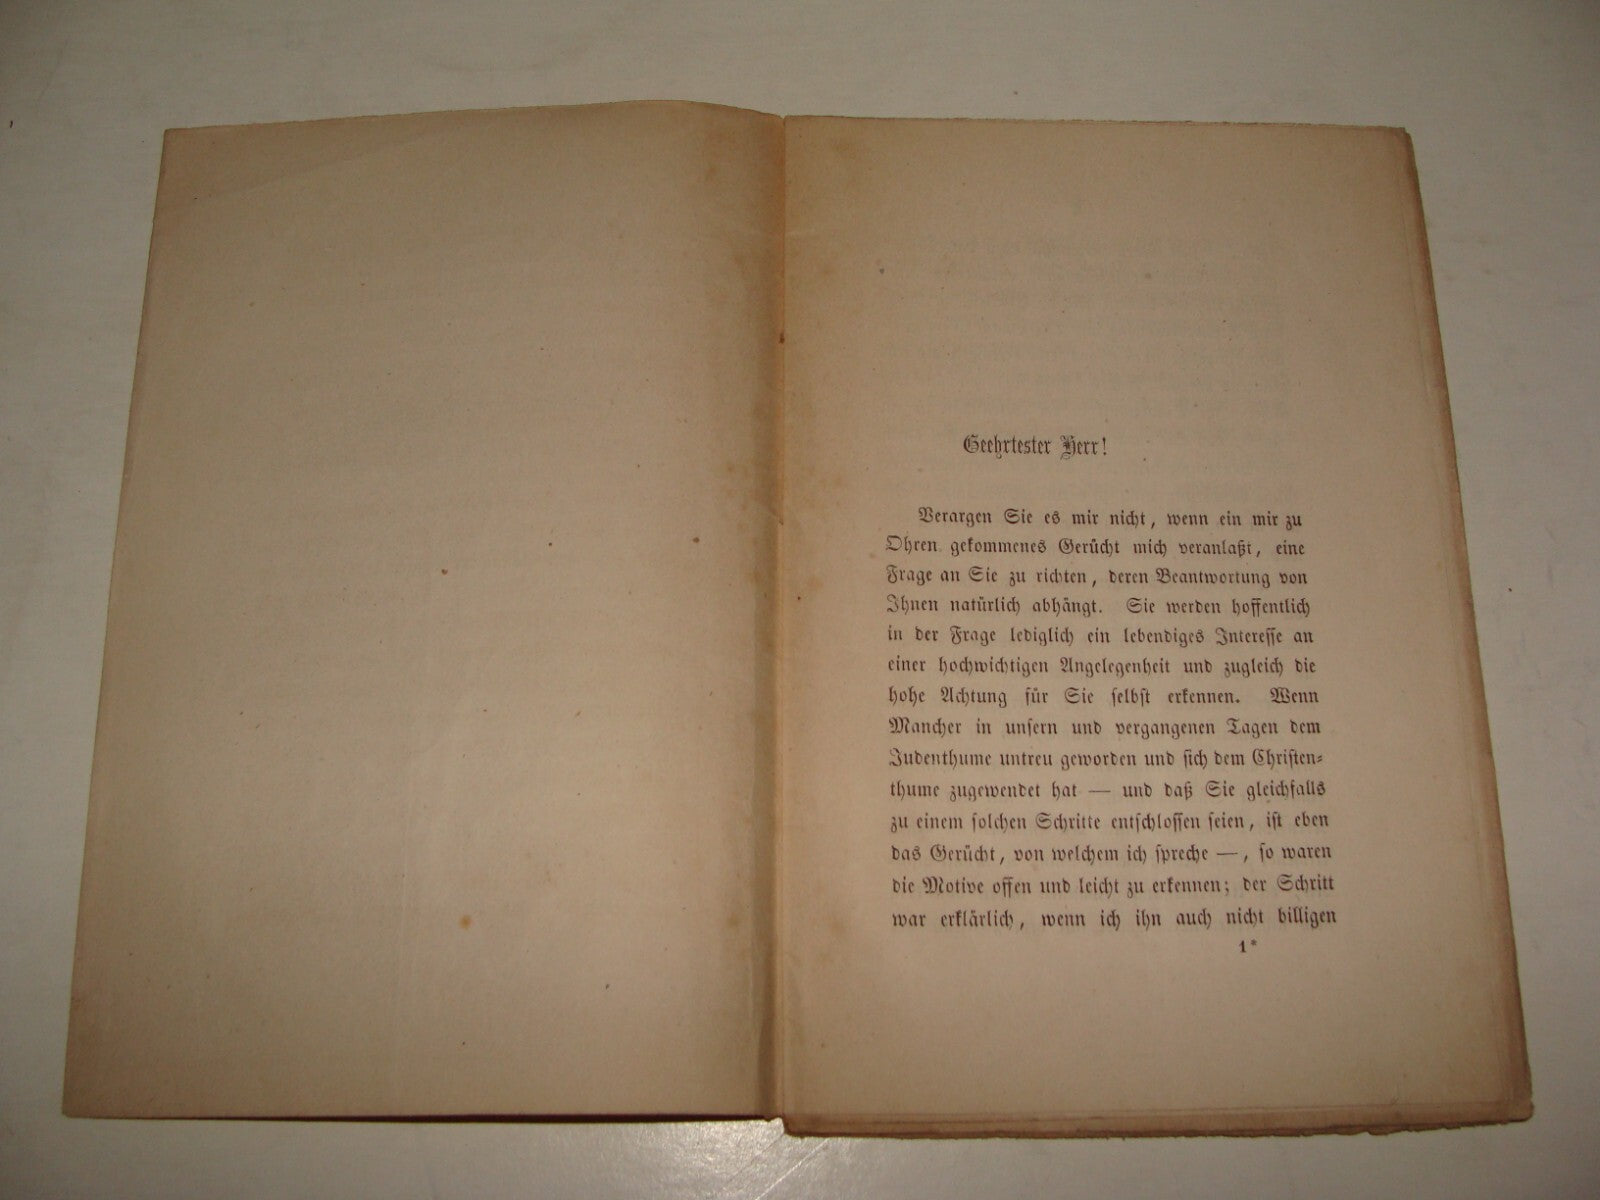 Geehrtester Herr!
Verargen Sie es mir nicht, wenn ein mir zu
Ohren gekommenes Gerücht mich veranlaßt, eine
Frage an Sie zu richten, deren Beantwortung von
Ihnen natürlich abhängt. Sie werden hoffentlich
in der Frage lediglich ein lebendiges Interesse an
einer hochwichtigen Angelegenheit und zugleich die
hohe Achtung für Sie selbst erkennen. Wenn
Mancher in unsern und vergangenen Tagen dem
Judenthume untreu geworden und sich dem Christen-
thume zugewendet hat — und daß Sie gleichfalls
zu einem solchen Schritte entschlossen seien, ist eben
das Gerücht, von welchem ich spreche —, so waren
die Motive offen und leicht zu erkennen; der Schritt
war erklärlich, wenn ich ihn auch nicht billigen
1*